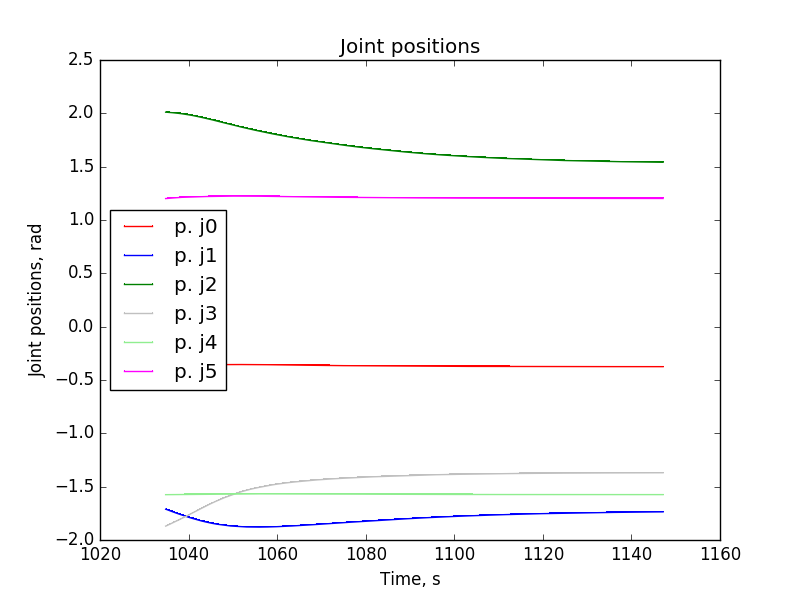 Joint positions
2.5
2.0
1.5
1.0
0.5
0.0
−0.5
−1.0
−1.5
−2.0
Joint positions, rad
p. j0
p. j1
p. j2
p. j3
p. j4
p. j5
1020 1040 1060 1080 1100 1120 1140 1160
Time, s